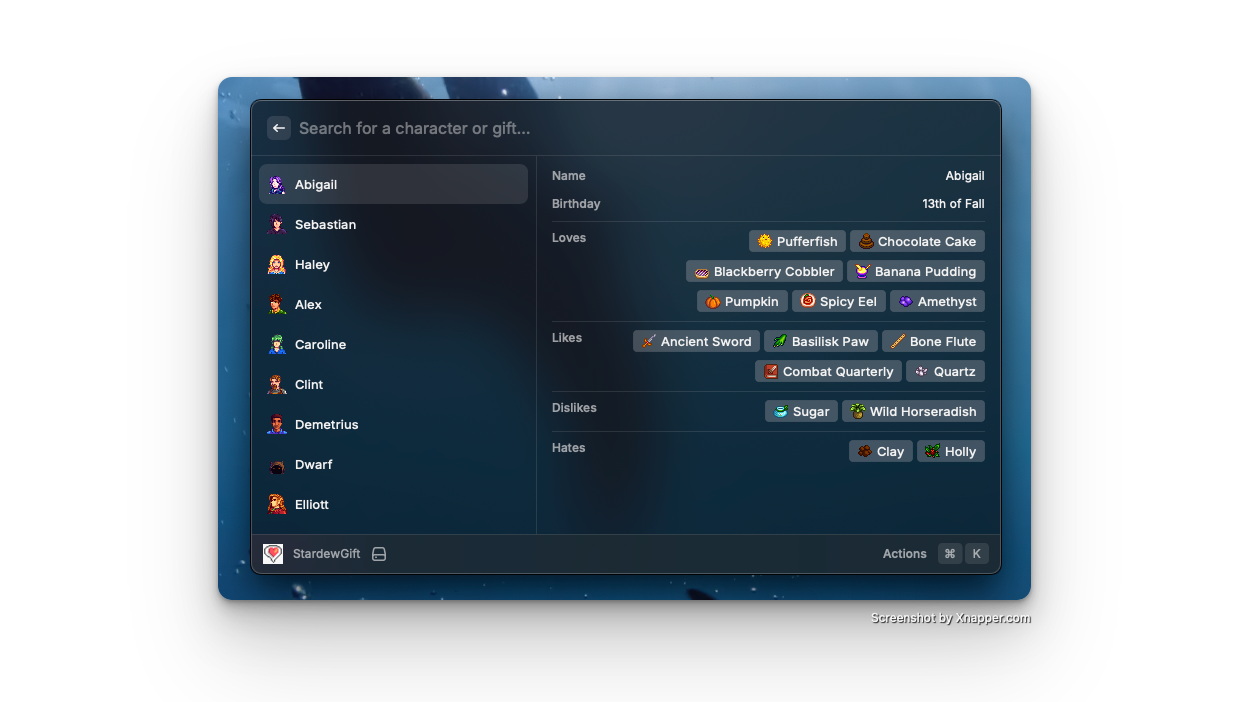 Search for a character or gift...
Abigail
Sebastian
Haley
Alex
Caroline
Clint
Demetrius
Dwarf
Elliott
Name Abigail
Birthday 13th of Fall
Loves Pufferfish Chocolate Cake
Blackberry Cobbler Banana Pudding
Pumpkin Spicy Eel Amethyst
Likes Ancient Sword Basilisk Paw Bone Flute
Combat Quarterly Quartz
Dislikes Sugar Wild Horseradish
Hates Clay Holly
StardewGift Actions ⌘ K
Screenshot by Xnapper.com